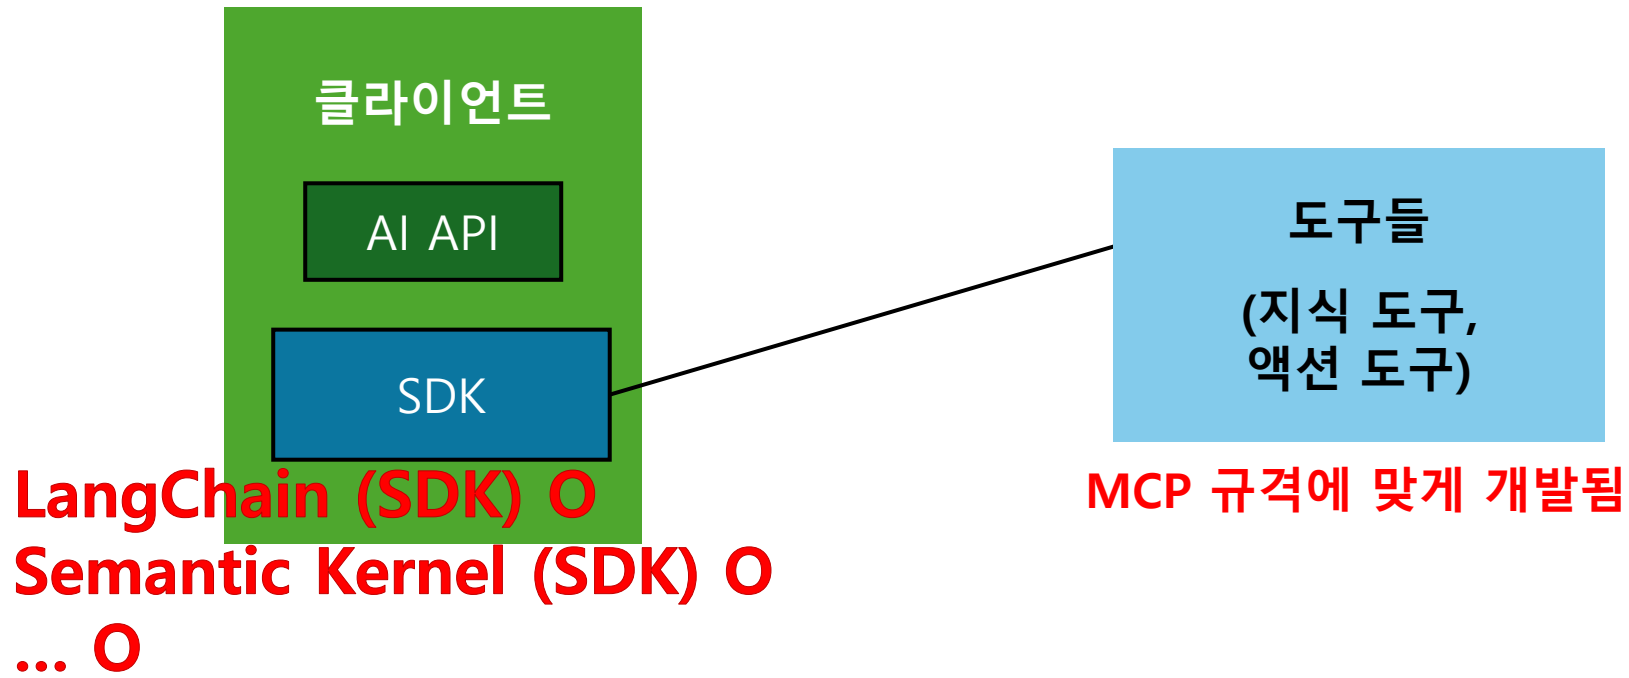 클라이언트
AI API
SDK
LangChain (SDK) O
Semantic Kernel (SDK) O
... O
도구들
(지식 도구,
액션 도구)
MCP 규격에 맞게 개발됨